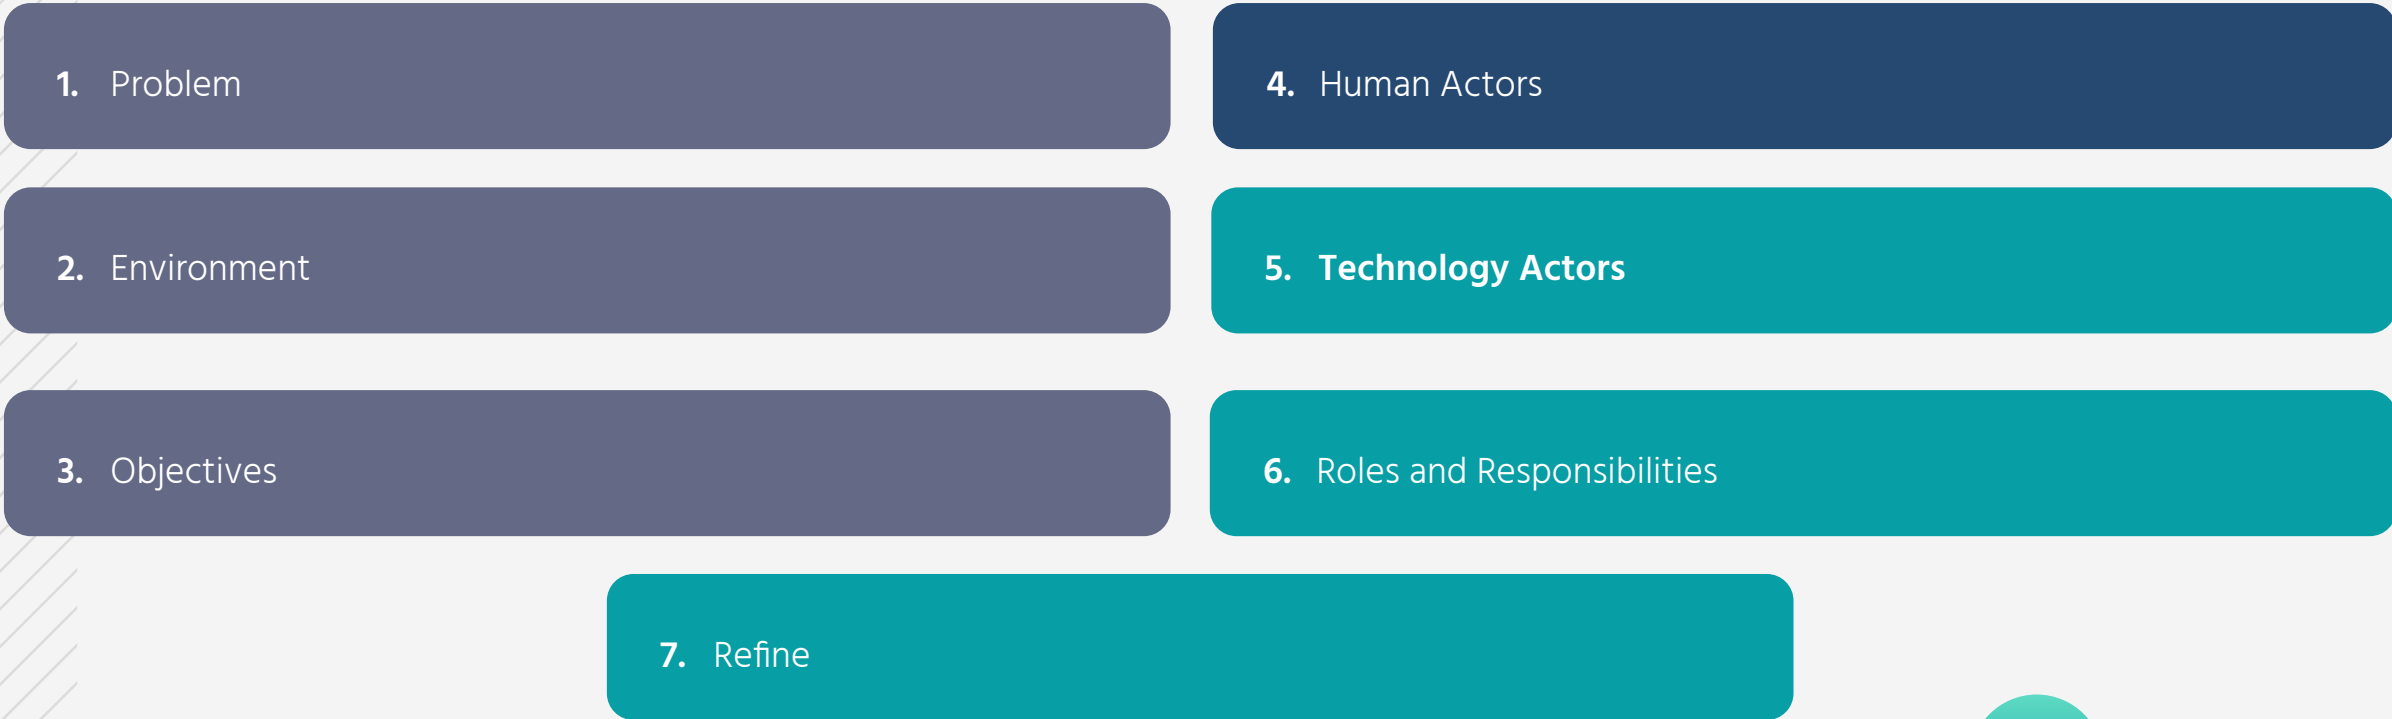 1. Problem
2. Environment
3. Objectives
4. Human Actors
5. Technology Actors
6. Roles and Responsibilities
7. Refine